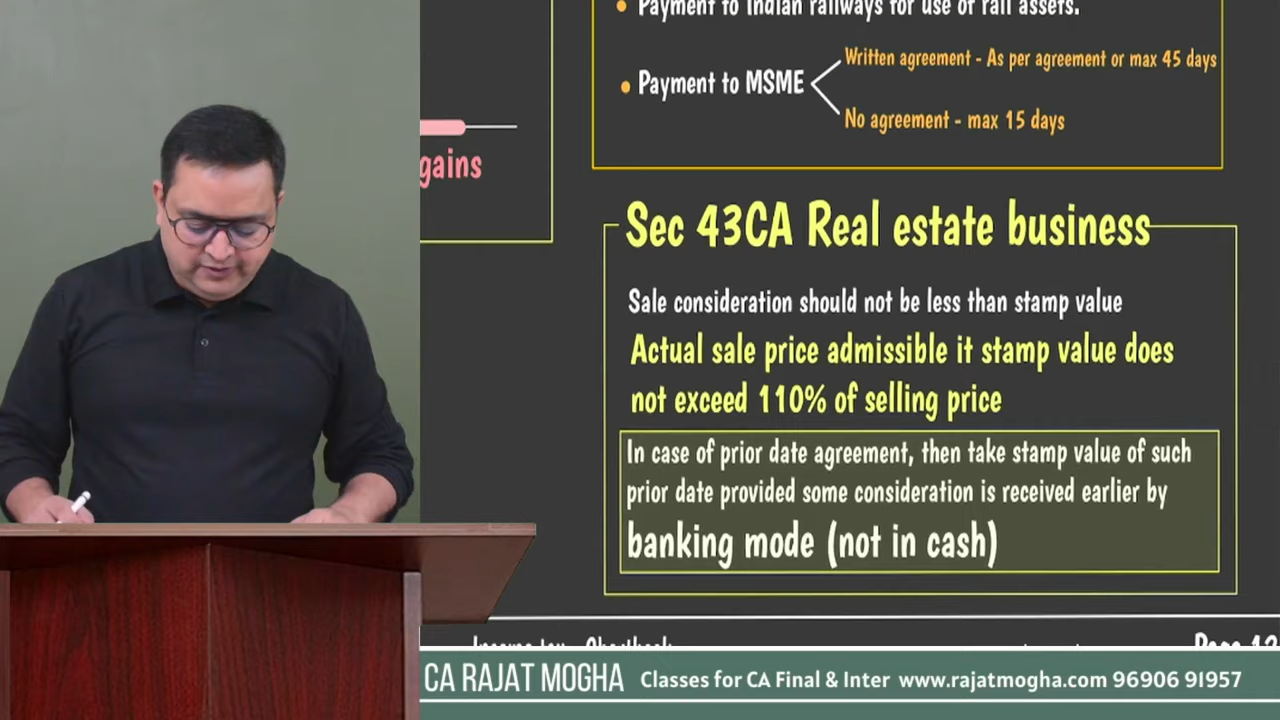 Payment to Indian railways for use of rail assets.
Payment to MSME
Written agreement - As per agreement or max 45 days
No agreement - max 15 days
gains
Sec 43CA Real estate business
Sale consideration should not be less than stamp value
Actual sale price admissible it stamp value does
not exceed 110% of selling price
In case of prior date agreement, then take stamp value of such
prior date provided some consideration is received earlier by
banking mode (not in cash)
CA RAJAT MOGHA Classes for CA Final & Inter www.rajatmogha.com 96906 91957